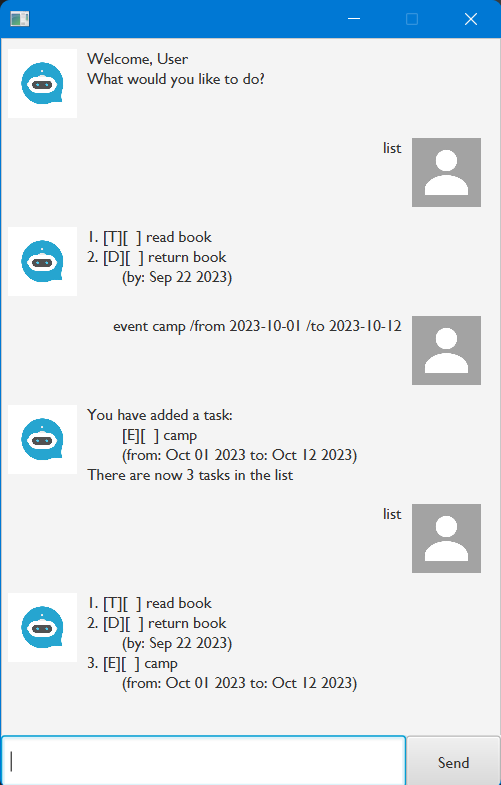 Welcome, User
What would you like to do?
list
1. [T][  ] read book
2. [D][  ] return book
(by: Sep 22 2023)
event camp /from 2023-10-01 /to 2023-10-12
You have added a task:
[E][  ] camp
(from: Oct 01 2023 to: Oct 12 2023)
There are now 3 tasks in the list
list
1. [T][  ] read book
2. [D][  ] return book
(by: Sep 22 2023)
3. [E][  ] camp
(from: Oct 01 2023 to: Oct 12 2023)
Send